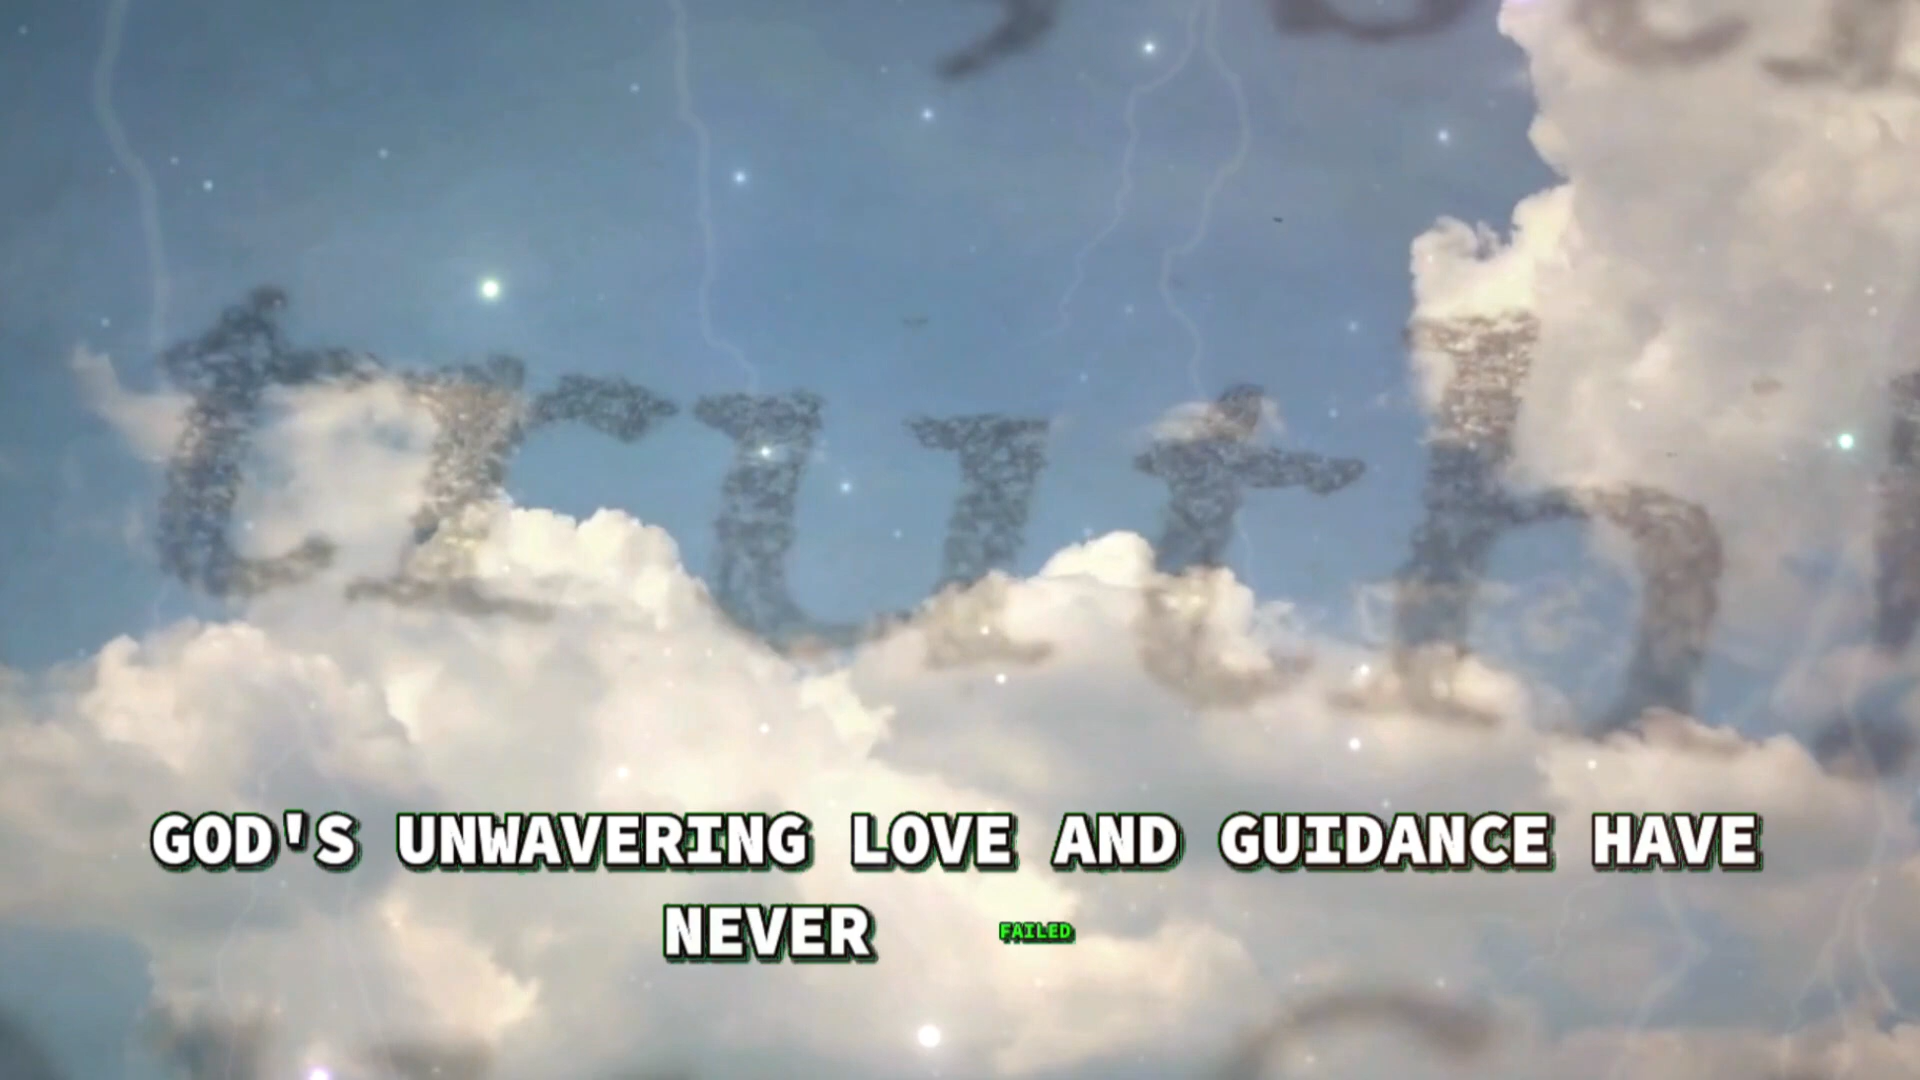 truth
GOD'S UNWAVERING LOVE AND GUIDANCE HAVE
NEVER FAILED